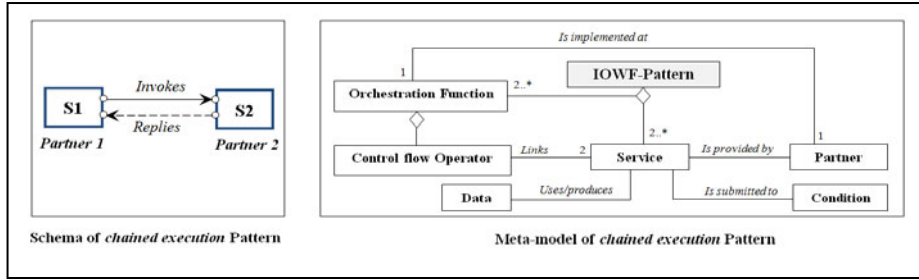 Invokes
S1
S2
Replies
Partner 1
Partner 2
Schema of chained execution Pattern
Is implemented at
1
IOWF-Pattern
Orchestration Function
2..*
2..*
1
Control flow Operator
Links
2
Service
Is provided by
Partner
Data
Uses/produces
Is submitted to
Condition
Meta-model of chained execution Pattern